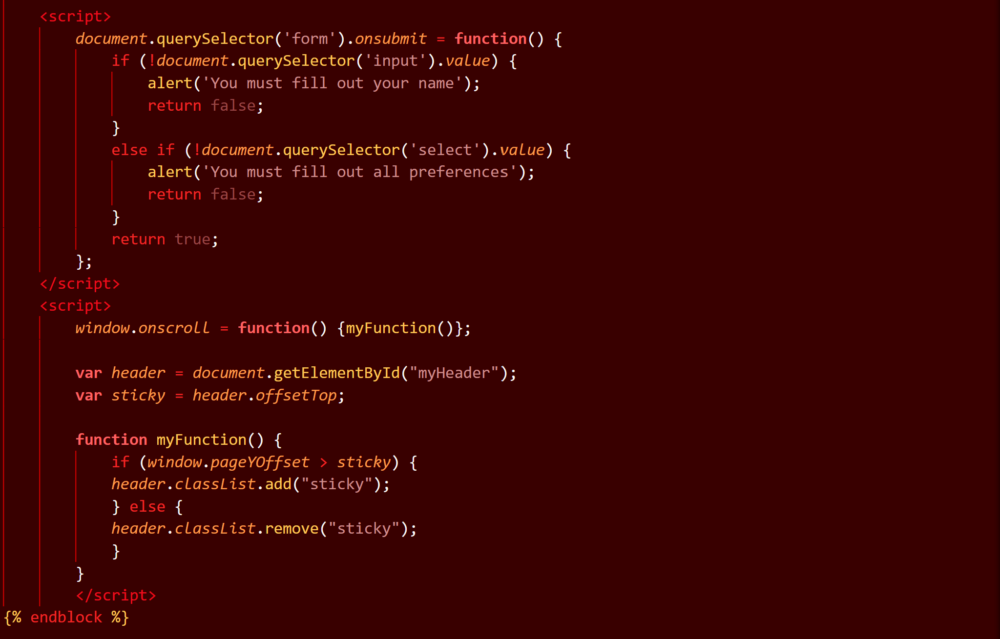 <script>
document.querySelector('form').onsubmit = function() {
if (!document.querySelector('input').value) {
alert('You must fill out your name');
return false;
}
else if (!document.querySelector('select').value) {
alert('You must fill out all preferences');
return false;
}
return true;
};
</script>
<script>
window.onscroll = function() {myFunction()};
var header = document.getElementById("myHeader");
var sticky = header.offsetTop;
function myFunction() {
if (window.pageYOffset > sticky) {
header.classList.add("sticky");
} else {
header.classList.remove("sticky");
}
}
</script>
{% endblock %}